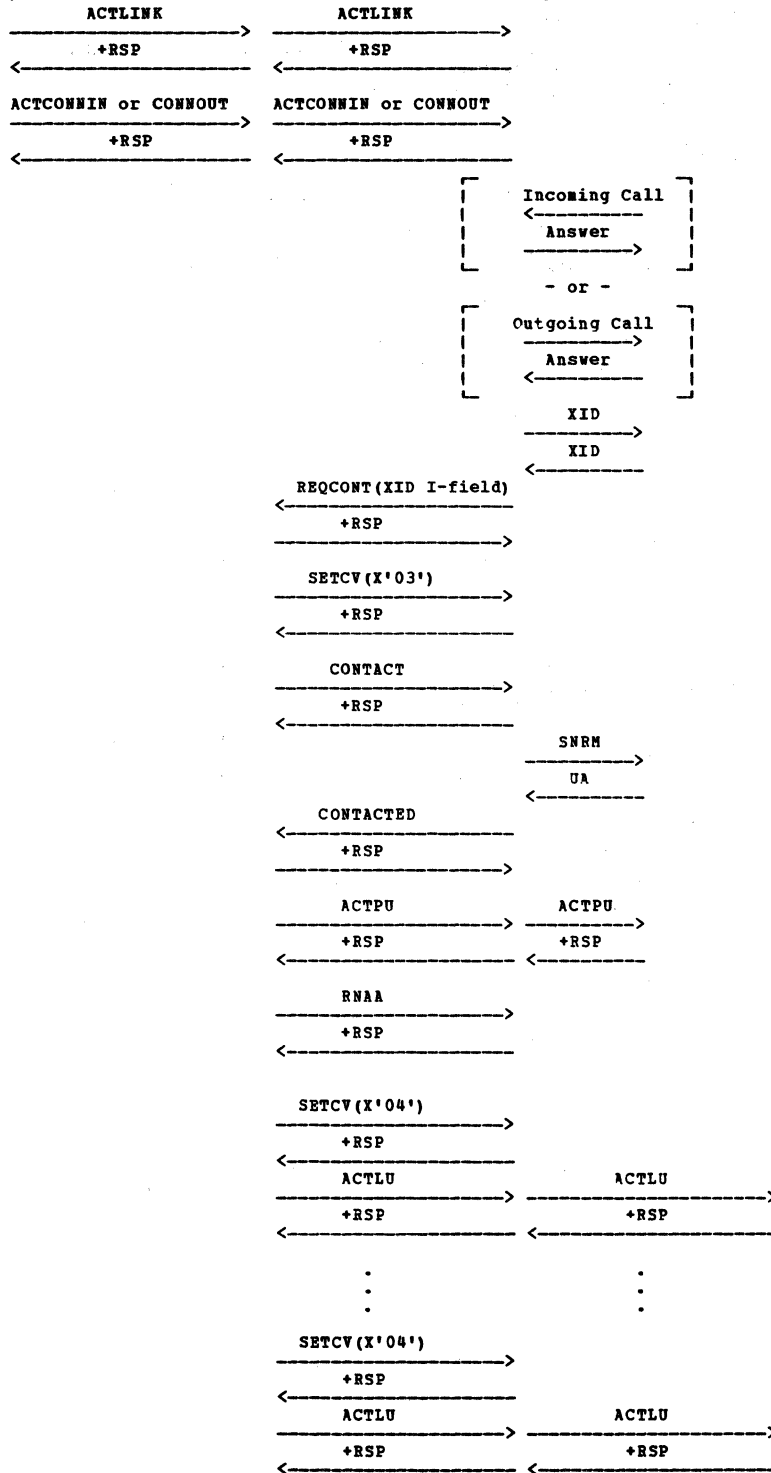 ACTLINK ACTLINK
+RSP +RSP
ACTCONNIN or CONNOUT ACTCONNIN or CONNOUT
+RSP +RSP
Incoming Call
Answer
- or -
Outgoing Call
Answer
XID
XID
REQCONT(XID I-field)
+RSP
SETCV(X'03')
+RSP
CONTACT
+RSP
SNRM
UA
CONTACTED
+RSP
ACTPU ACTPU
+RSP +RSP
RNAA
+RSP
SETCV(X'04')
+RSP
ACTLU ACTLU
+RSP +RSP
SETCV(X'04')
+RSP
ACTLU ACTLU
+RSP +RSP